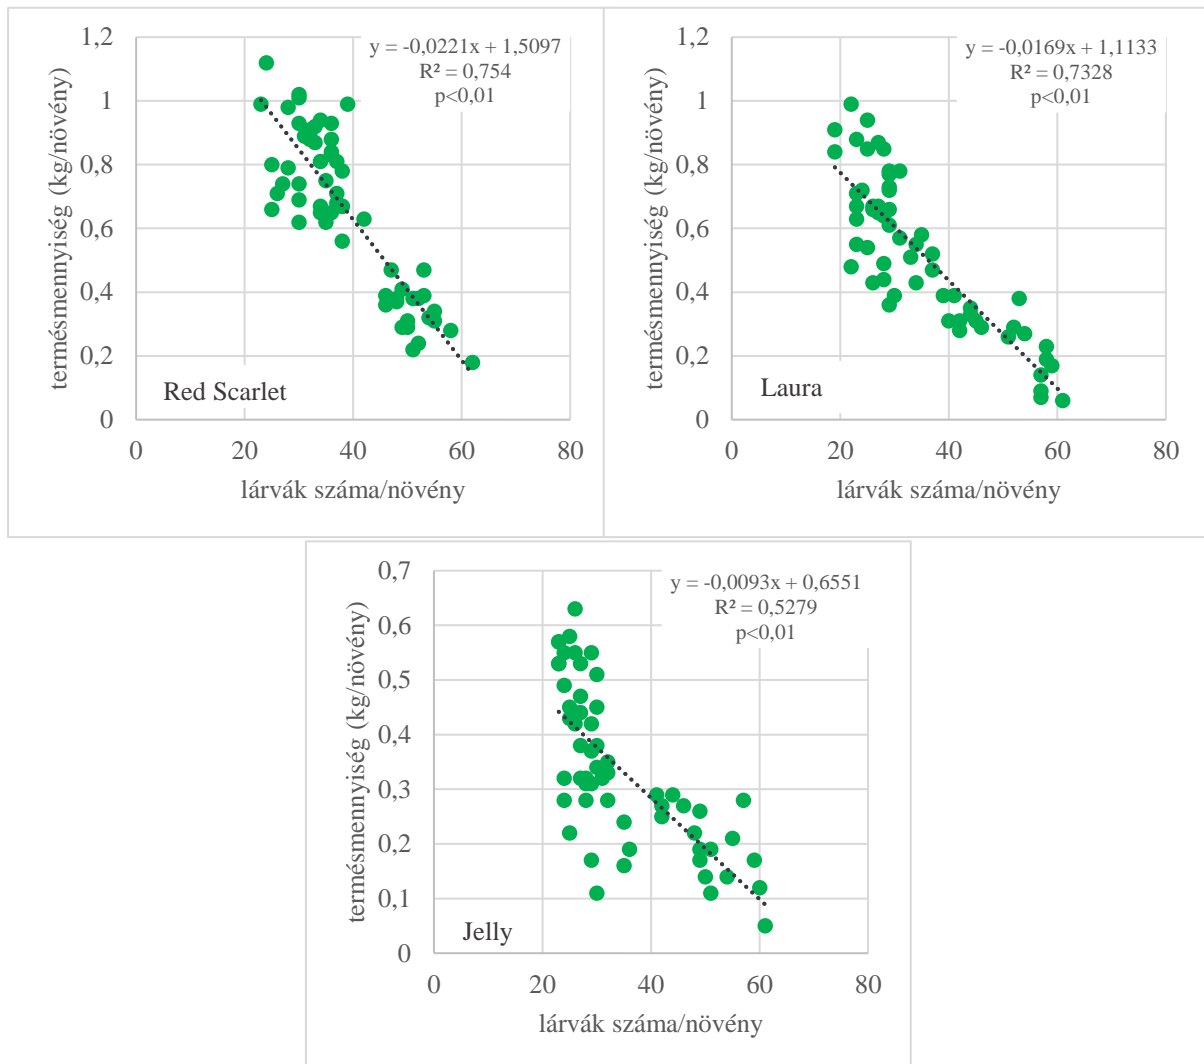 y = -0,0221x + 1,5097
R² = 0,754
p<0,01
termésmennyiség (kg/növény)
1,2
1
0,8
0,6
0,4
0,2
0
Red Scarlet
0 20 40 60 80
lárvák száma/növény
y = -0,0169x + 1,1133
R² = 0,7328
p<0,01
termésmennyiség (kg/növény)
1,2
1
0,8
0,6
0,4
0,2
0
Laura
0 20 40 60 80
lárvák száma/növény
y = -0,0093x + 0,6551
R² = 0,5279
p<0,01
termésmennyiség (kg/növény)
0,7
0,6
0,5
0,4
0,3
0,2
0,1
0
Jelly
0 20 40 60 80
lárvák száma/növény